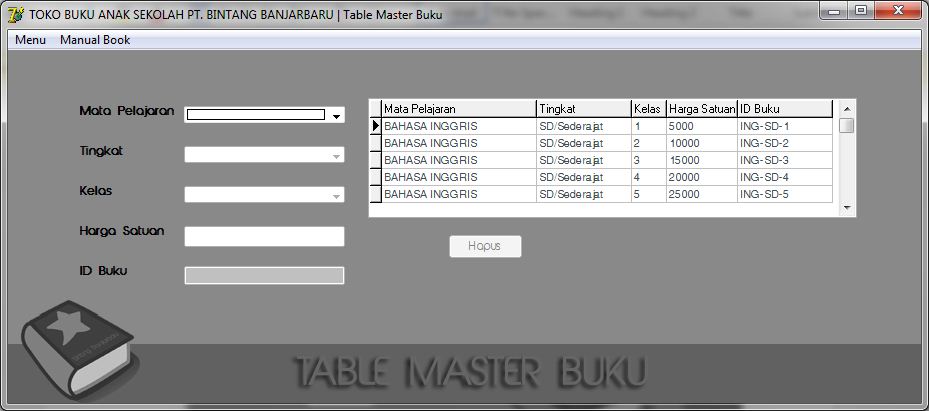 TOKO BUKU ANAK SEKOLAH PT. BINTANG BANJARBARU | Table Master Buku
Menu Manual Book
Mata Pelajaran
Tingkat
Kelas
Harga Satuan
ID Buku
Mata Pelajaran Tingkat Kelas Harga Satuan ID Buku
BAHASA INGGRIS SD/Sederajat 1 5000 ING-SD-1
BAHASA INGGRIS SD/Sederajat 2 10000 ING-SD-2
BAHASA INGGRIS SD/Sederajat 3 15000 ING-SD-3
BAHASA INGGRIS SD/Sederajat 4 20000 ING-SD-4
BAHASA INGGRIS SD/Sederajat 5 25000 ING-SD-5
Hapus
TABLE MASTER BUKU